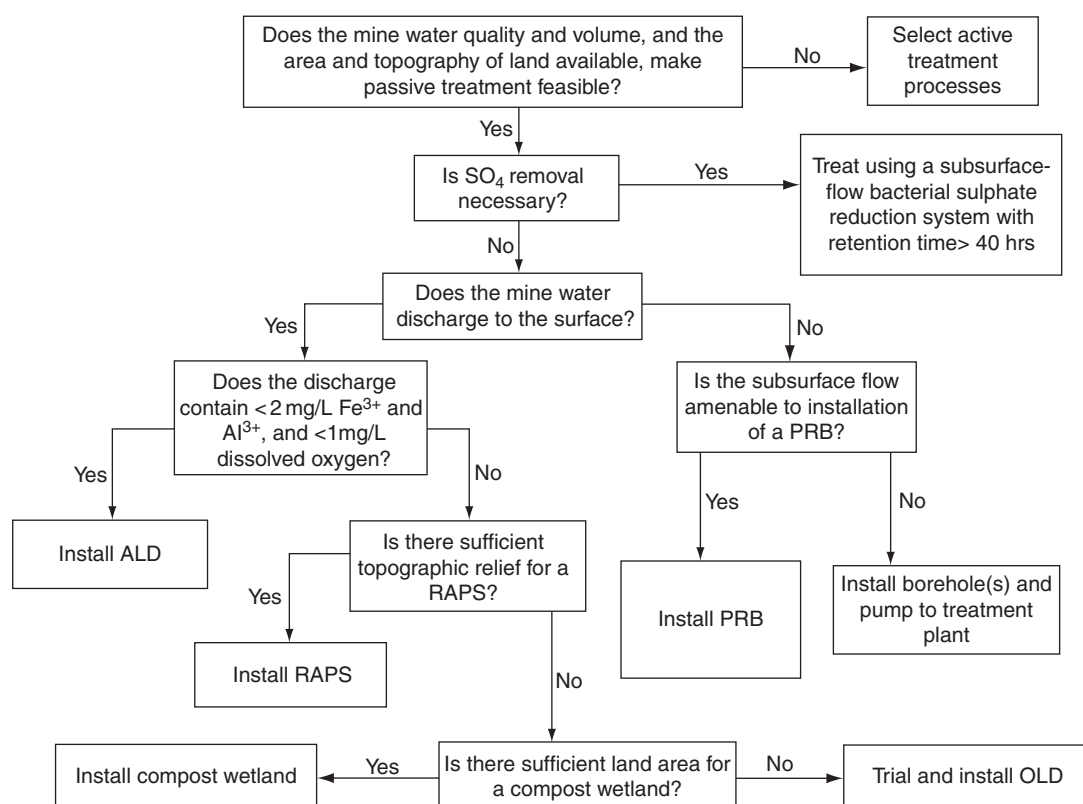 Does the mine water quality and volume, and the
area and topography of land available, make
passive treatment feasible?
No
Select active
treatment
processes
Yes
Is SO₄ removal
necessary?
Yes
Treat using a subsurface-
flow bacterial sulphate
reduction system with
retention time> 40 hrs
No
Does the mine water
discharge to the surface?
Yes
No
Does the discharge
contain <2 mg/L Fe³⁺ and
Al³⁺, and <1mg/L
dissolved oxygen?
Is the subsurface flow
amenable to installation
of a PRB?
Yes
No
Yes
No
Install ALD
Is there sufficient
topographic relief for a
RAPS?
Install PRB
Install borehole(s) and
pump to treatment
plant
Yes
Install RAPS
No
Install compost wetland
Yes
Is there sufficient land area for
a compost wetland?
No
Trial and install OLD